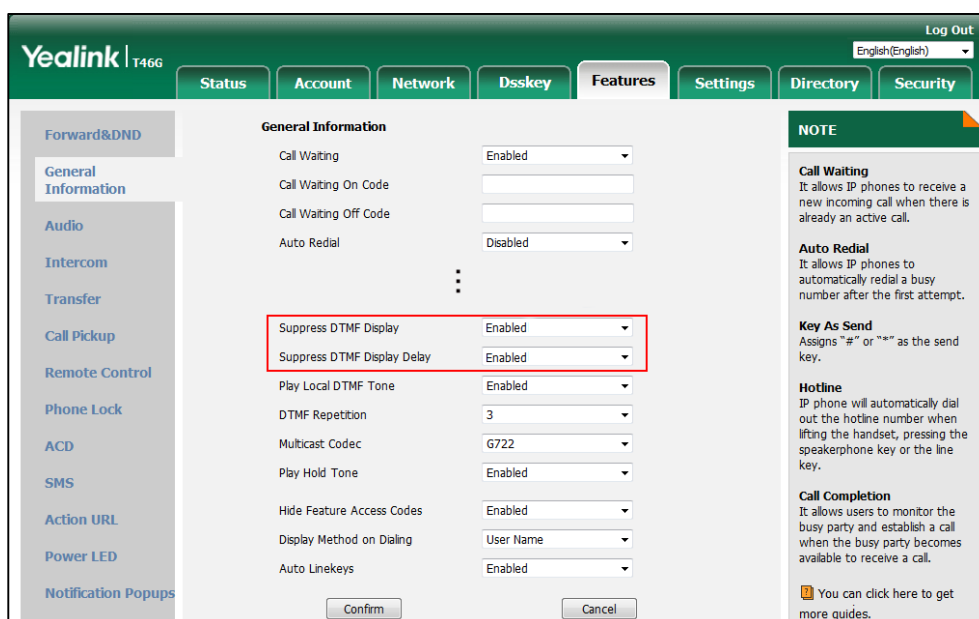 Log Out
Yealink T46G
English(English)
Status Account Network Dsskey Features Settings Directory Security
Forward&DND
General
Information
Audio
Intercom
Transfer
Call Pickup
Remote Control
Phone Lock
ACD
SMS
Action URL
Power LED
Notification Popups
General Information
Call Waiting Enabled
Call Waiting On Code
Call Waiting Off Code
Auto Redial Disabled
Suppress DTMF Display Enabled
Suppress DTMF Display Delay Enabled
Play Local DTMF Tone Enabled
DTMF Repetition 3
Multicast Codec G722
Play Hold Tone Enabled
Hide Feature Access Codes Enabled
Display Method on Dialing User Name
Auto Linekeys Enabled
Confirm Cancel
NOTE
Call Waiting
It allows IP phones to receive a
new incoming call when there is
already an active call.
Auto Redial
It allows IP phones to
automatically redial a busy
number after the first attempt.
Key As Send
Assigns "#" or "*" as the send
key.
Hotline
IP phone will automatically dial
out the hotline number when
lifting the handset, pressing the
speakerphone key or the line
key.
Call Completion
It allows users to monitor the
busy party and establish a call
when the busy party becomes
available to receive a call.
You can click here to get
more guides.